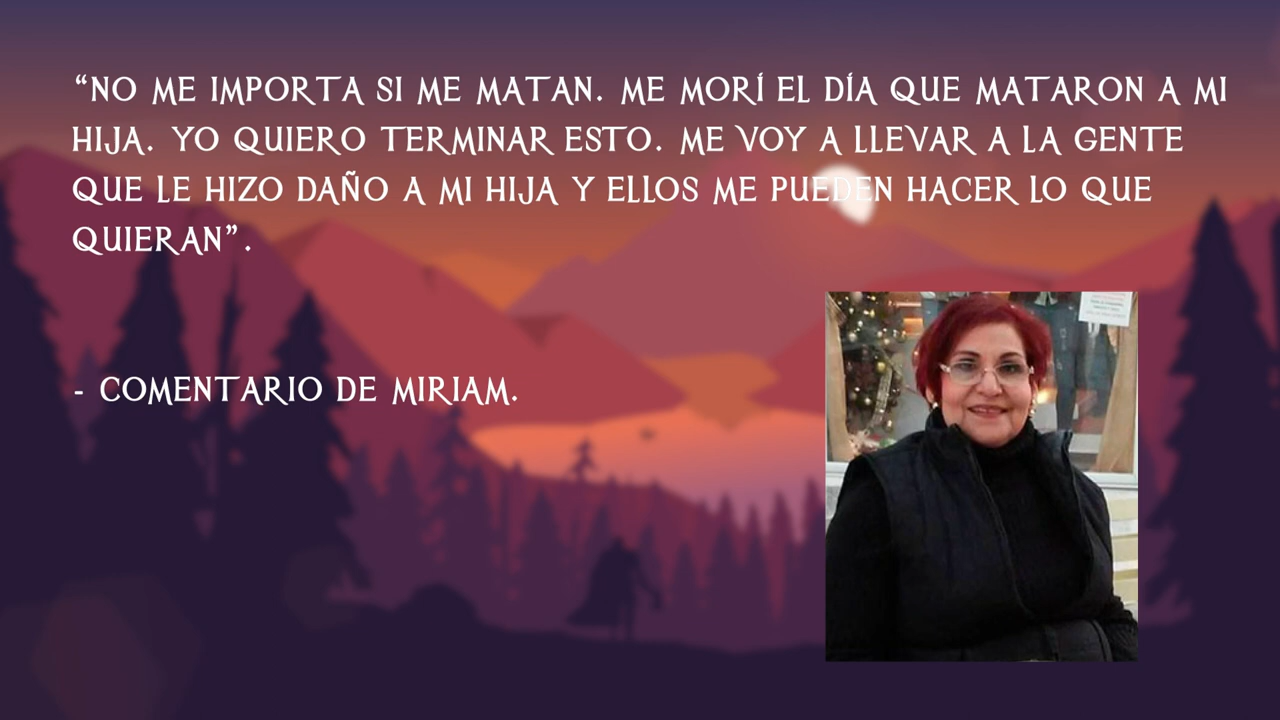 “NO ME IMPORTA SI ME MATAN. ME MORÍ EL DÍA QUE MATARON A MI
HIJA. YO QUIERO TERMINAR ESTO. ME VOY A LLEVAR A LA GENTE
QUE LE HIZO DAÑO A MI HIJA Y ELLOS ME PUEDEN HACER LO QUE
QUIERAN”.
- COMENTARIO DE MIRIAM.